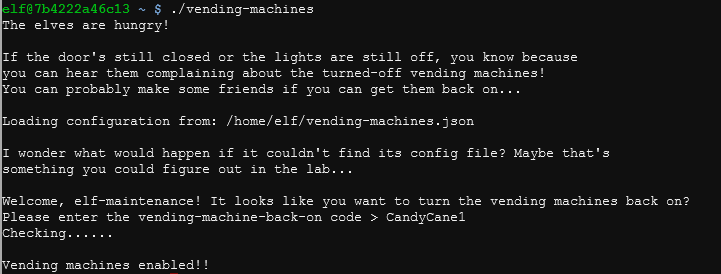 elf@7b4222a46c13 ~ $ ./vending-machines
The elves are hungry!
If the door's still closed or the lights are still off, you know because
you can hear them complaining about the turned-off vending machines!
You can probably make some friends if you can get them back on...
Loading configuration from: /home/elf/vending-machines.json
I wonder what would happen if it couldn't find its config file? Maybe that's
something you could figure out in the lab...
Welcome, elf-maintenance! It looks like you want to turn the vending machines back on?
Please enter the vending-machine-back-on code > CandyCane1
Checking......
Vending machines enabled!!